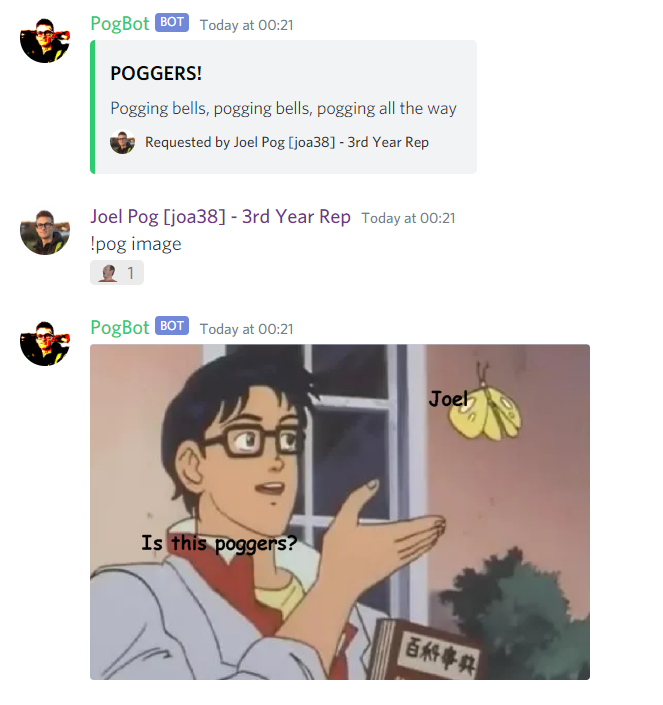 PogBot BOT Today at 00:21
POGGERS!
Pogging bells, pogging bells, pogging all the way
Requested by Joel Pog [joa38] - 3rd Year Rep
Joel Pog [joa38] - 3rd Year Rep Today at 00:21
!pog image
1
PogBot BOT Today at 00:21
Joel
Is this poggers?
百科事典